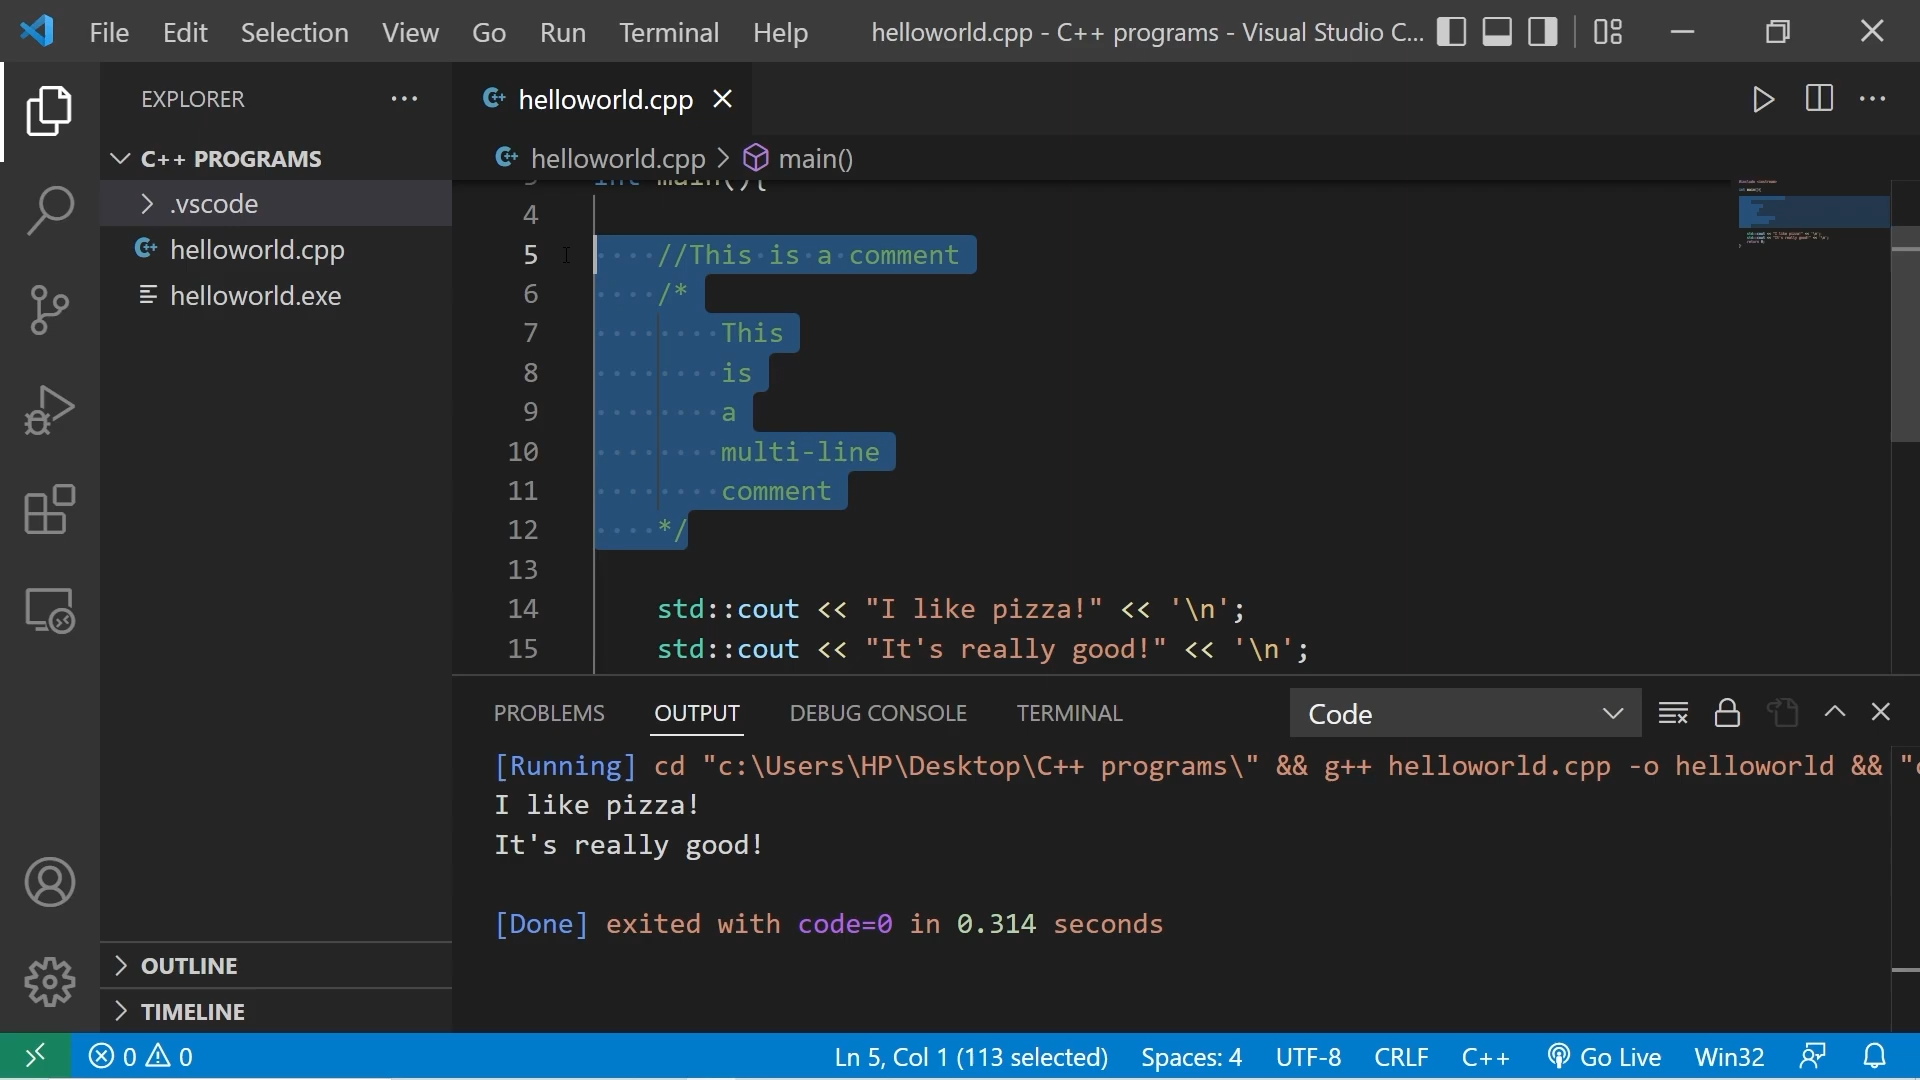 File Edit Selection View Go Run Terminal Help helloworld.cpp - C++ programs - Visual Studio C...
EXPLORER
helloworld.cpp
C++ PROGRAMS
helloworld.cpp > main()
.vscode
helloworld.cpp
helloworld.exe
3 int main(){
4
5 //This is a comment
6 /*
7 This
8 is
9 a
10 multi-line
11 comment
12 */
13
14 std::cout << "I like pizza!" << '\n';
15 std::cout << "It's really good!" << '\n';
PROBLEMS OUTPUT DEBUG CONSOLE TERMINAL Code
[Running] cd "c:\Users\HP\Desktop\C++ programs\" && g++ helloworld.cpp -o helloworld && "c
I like pizza!
It's really good!
[Done] exited with code=0 in 0.314 seconds
OUTLINE
TIMELINE
0 0 Ln 5, Col 1 (113 selected) Spaces: 4 UTF-8 CRLF C++ Go Live Win32